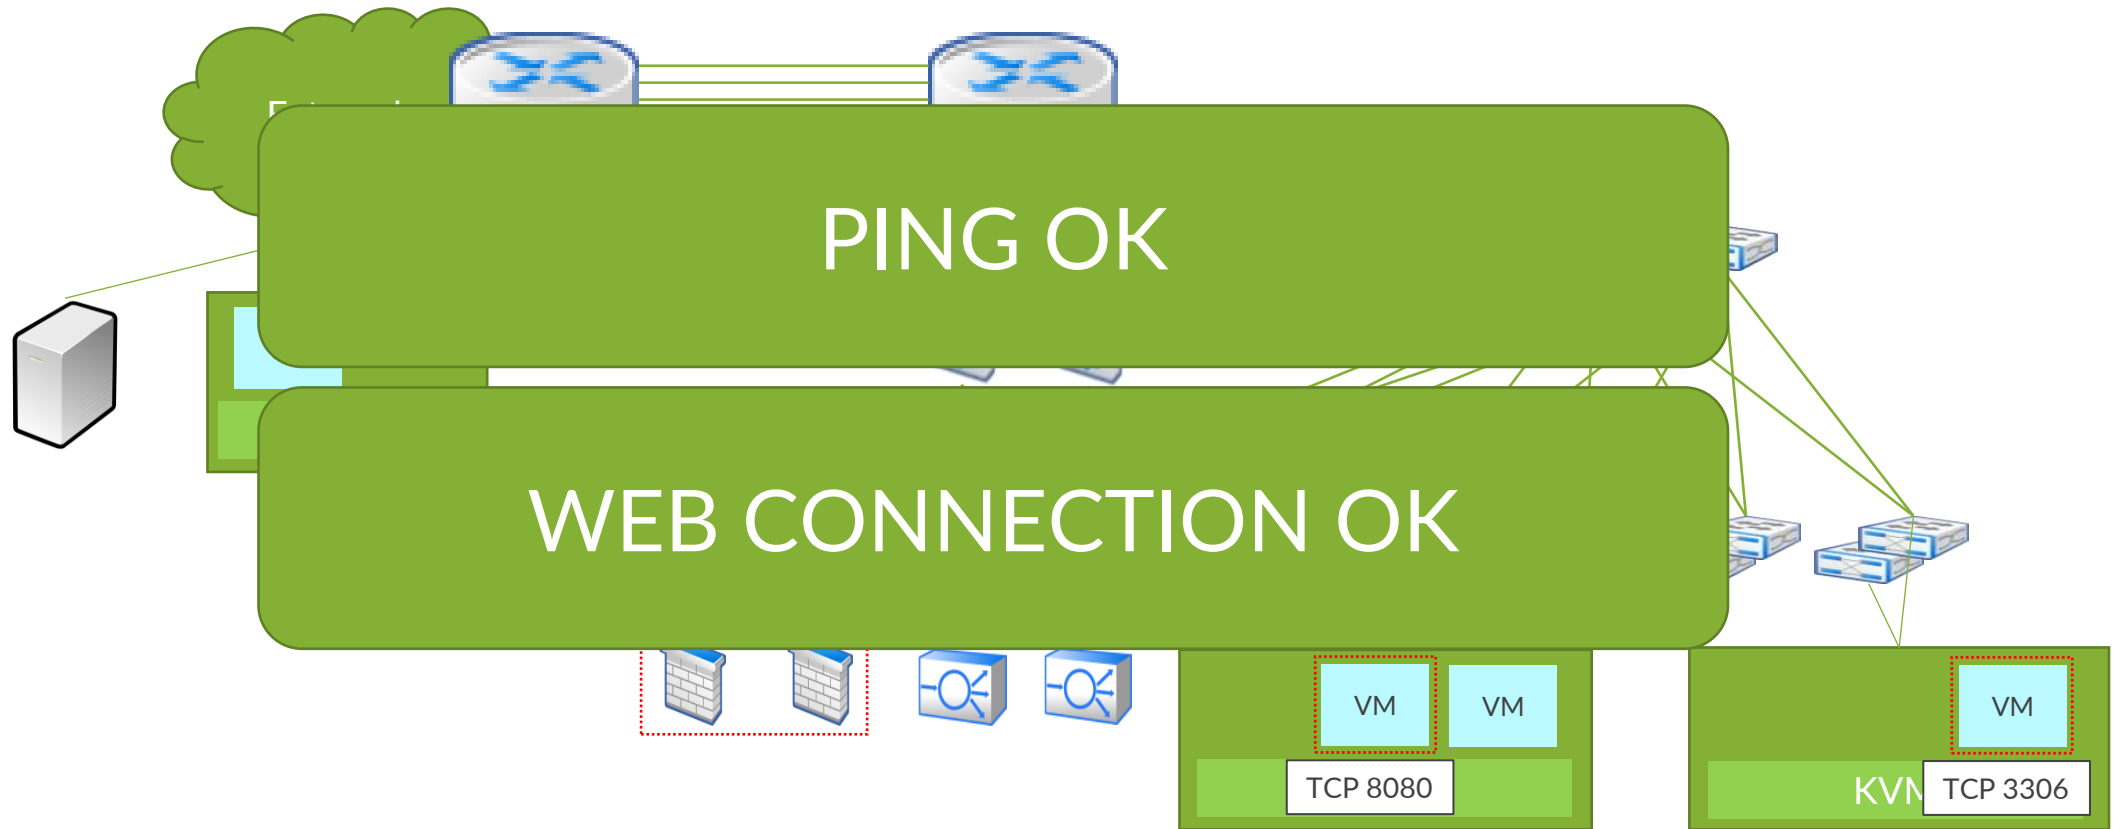 PING OK
WEB CONNECTION OK
VM
VM
VM
TCP 8080
TCP 3306